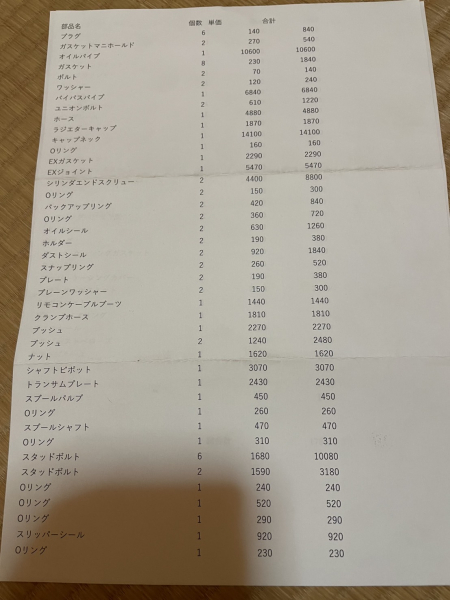 部品名 個数 単価 合計
プラグ 6 140 840
ガスケットマニホールド 2 270 540
オイルパイプ 1 10600 10600
ガスケット 8 230 1840
ボルト 2 70 140
ワッシャー 2 120 240
バイパスパイプ 1 6840 6840
ユニオンボルト 2 610 1220
ホース 1 4880 4880
ラジエターキャップ 1 1870 1870
キャップネック 1 14100 14100
Oリング 1 160 160
EXガスケット 1 2290 2290
EXジョイント 1 5470 5470
シリンダエンドスクリュー 2 4400 8800
Oリング 2 150 300
バックアップリング 2 420 840
Oリング 2 360 720
オイルシール 2 630 1260
ホルダー 2 190 380
ダストシール 2 920 1840
スナップリング 2 260 520
プレート 2 190 380
プレーンワッシャー 2 150 300
リモコンケーブルブーツ 1 1440 1440
クランプホース 1 1810 1810
ブッシュ 1 2270 2270
ブッシュ 2 1240 2480
ナット 1 1620 1620
シャフトピボット 1 3070 3070
トランサムプレート 1 2430 2430
スプールバルブ 1 450 450
Oリング 1 260 260
スプールシャフト 1 470 470
Oリング 1 310 310
スタッドボルト 6 1680 10080
スタッドボルト 2 1590 3180
Oリング 1 240 240
Oリング 1 520 520
Oリング 1 290 290
スリッパーシール 1 920 920
Oリング 1 230 230